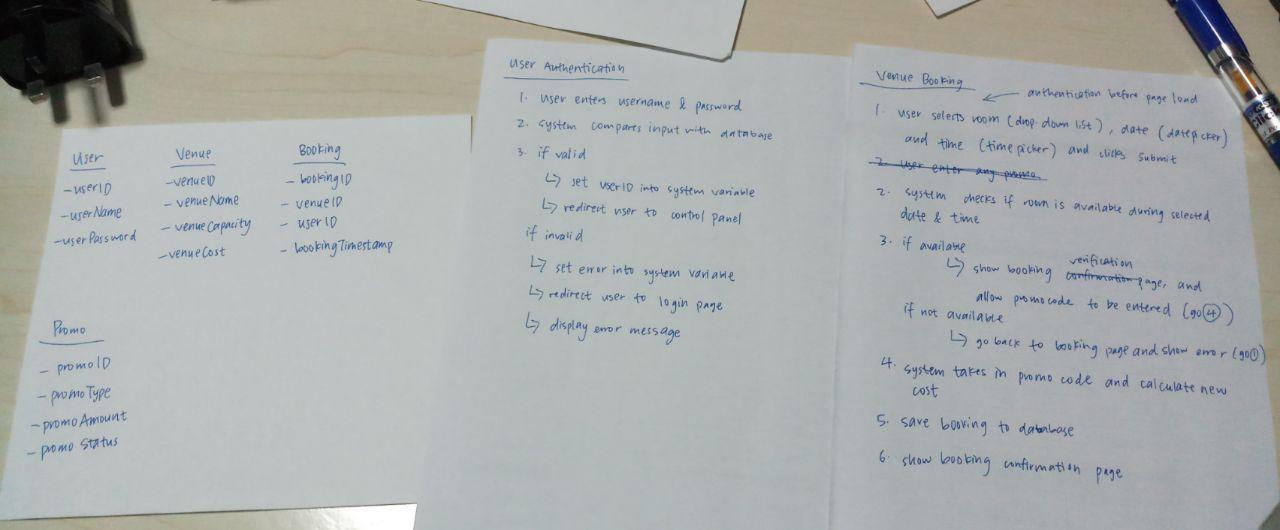 User
- userID
- userName
- userPassword
Venue
- venueID
- venueName
- venueCapacity
- venueCost
Booking
- bookingID
- venueID
- userID
- bookingTimestamp
Promo
- promoID
- promoType
- promoAmount
- promo Status
User Authentication
1. user enters username & password
2. system compares input with database
3. if valid
↳ set userID into system variable
↳ redirect user to control panel
if invalid
↳ set error into system variable
↳ redirect user to login page
↳ display error message
Venue Booking
← authentication before page load
1. user selects room (drop down list), date (datepicker)
and time (timepicker) and clicks submit
2. user enter any promo.
2. system checks if room is available during selected
date & time
3. if available
verification
↳ show booking confirmation page, and
allow promocode to be entered (go ④)
if not available
↳ go back to booking page and show error (go ①)
4. system takes in promo code and calculate new
cost
5. save booking to database
6. show booking confirmation page